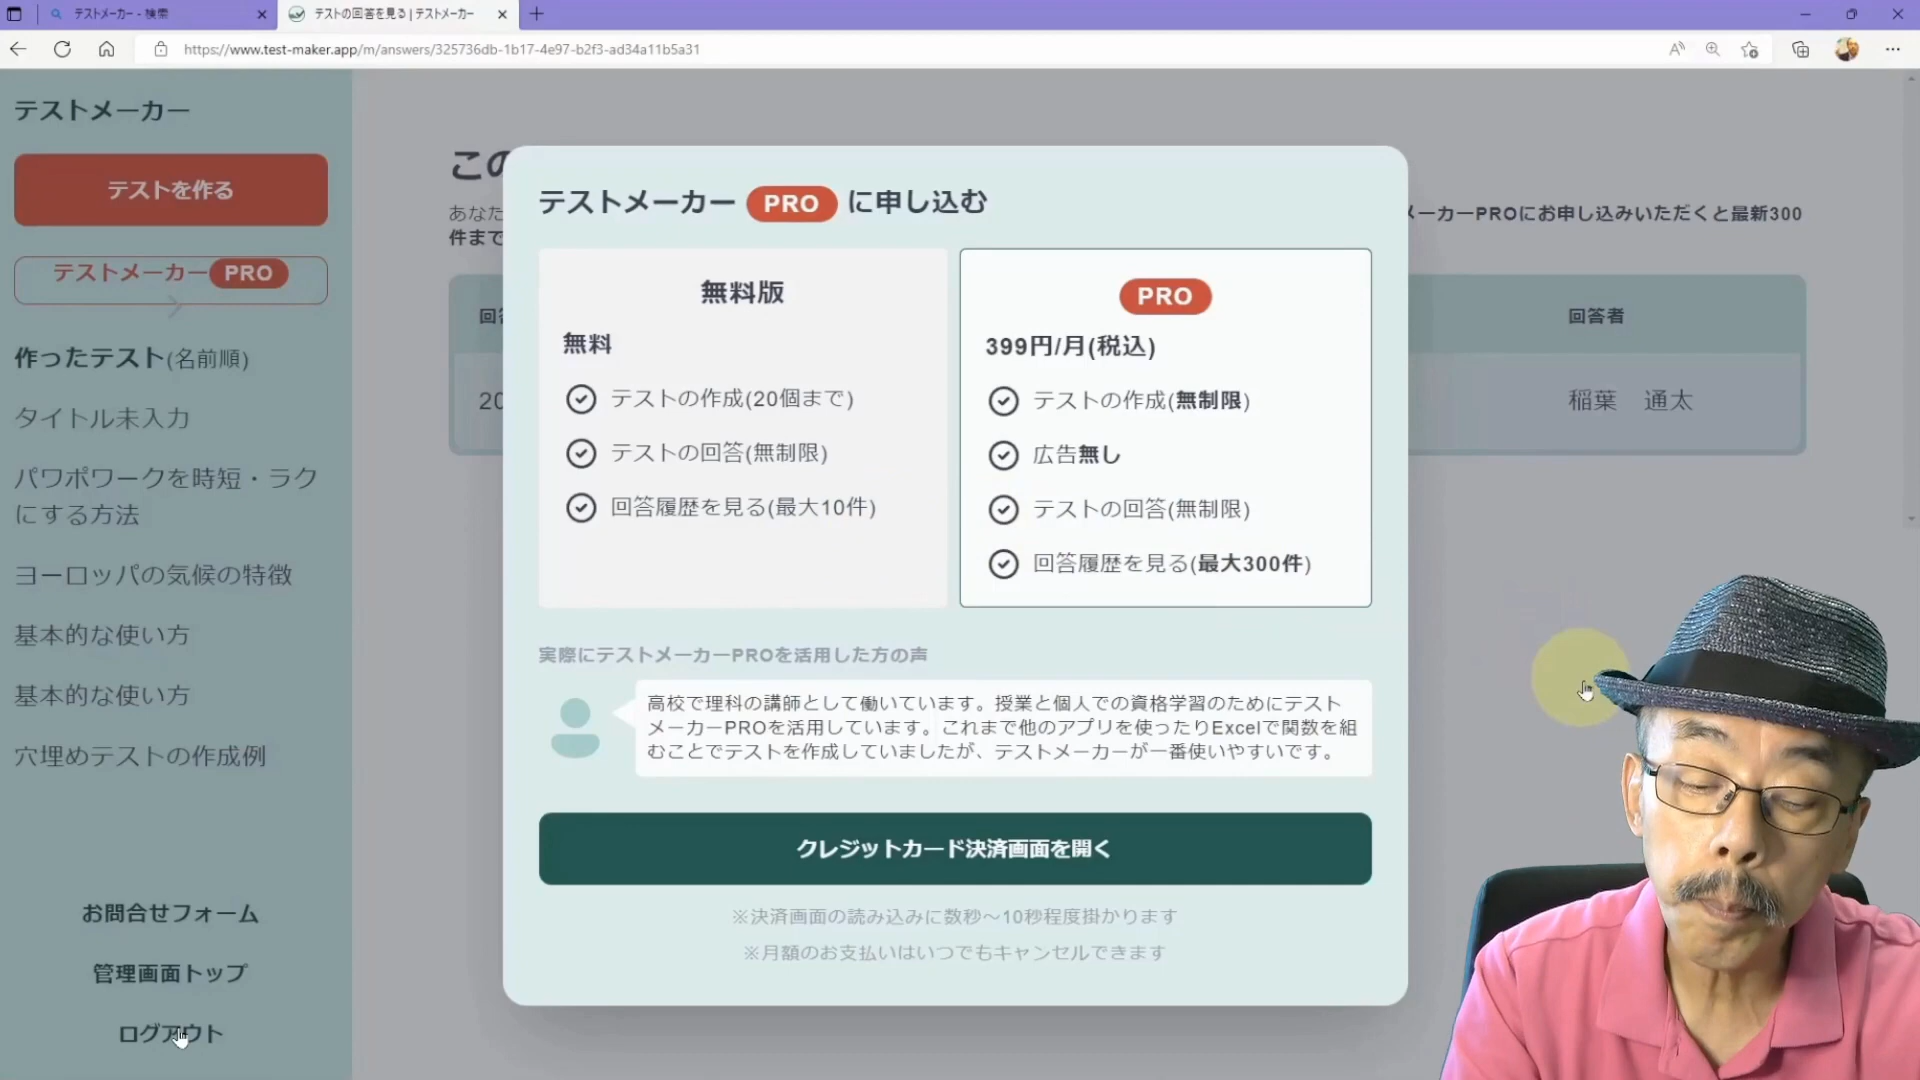 テストメーカー - 検索
テストの回答を見る | テストメーカー
https://www.test-maker.app/m/answers/325736db-1b17-4e97-b2f3-ad34a11b5a31
テストメーカー
テストを作る
テストメーカー PRO
作ったテスト(名前順)
タイトル未入力
パワポワークを時短・ラク
にする方法
ヨーロッパの気候の特徴
基本的な使い方
基本的な使い方
穴埋めテストの作成例
お問合せフォーム
管理画面トップ
ログアウト
この
あなた
メーカーPROにお申し込みいただくと最新300
件まで
回答者
20
稲葉 通太
テストメーカー PRO に申し込む
無料版
無料
テストの作成(20個まで)
テストの回答(無制限)
回答履歴を見る(最大10件)
PRO
399円/月(税込)
テストの作成(無制限)
広告無し
テストの回答(無制限)
回答履歴を見る(最大300件)
実際にテストメーカーPROを活用した方の声
高校で理科の講師として働いています。授業と個人での資格学習のためにテスト
メーカーPROを活用しています。これまで他のアプリを使ったりExcelで関数を組
むことでテストを作成していましたが、テストメーカーが一番使いやすいです。
クレジットカード決済画面を開く
※決済画面の読み込みに数秒〜10秒程度掛かります
※月額のお支払いはいつでもキャンセルできます